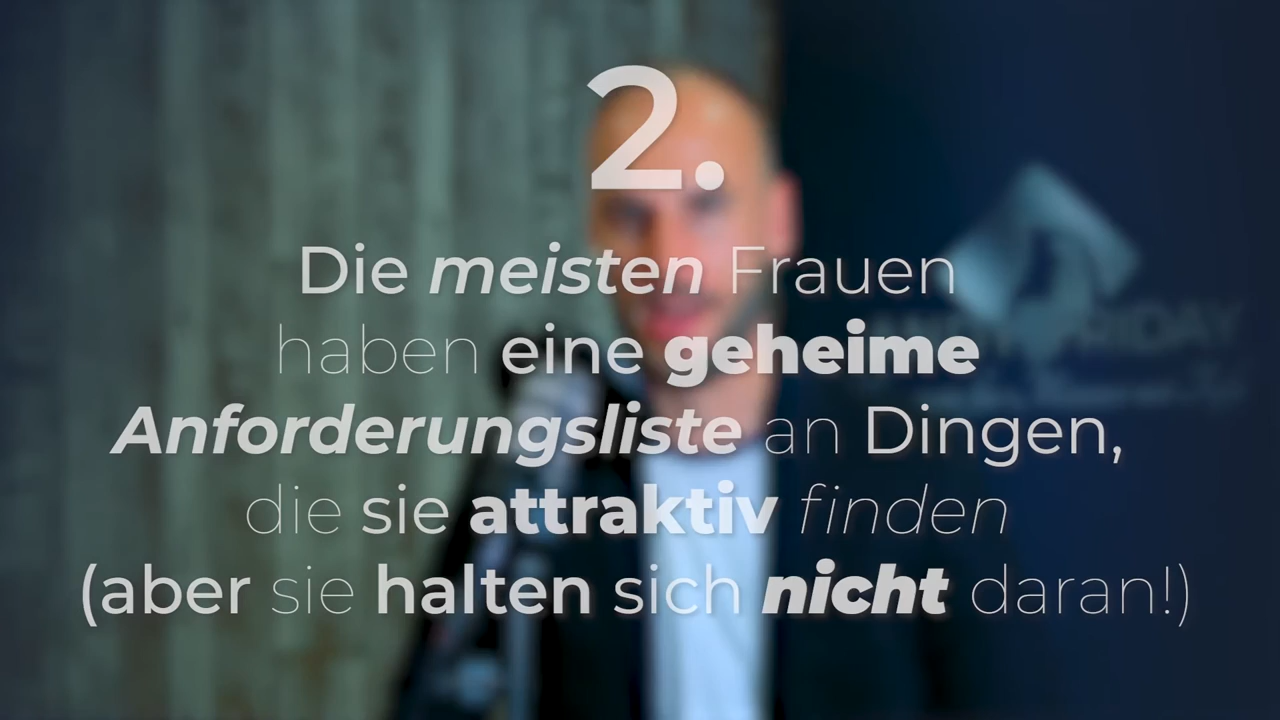 2.
Die meisten Frauen
haben eine geheime
Anforderungsliste an Dingen,
die sie attraktiv finden
(aber sie halten sich nicht daran!)